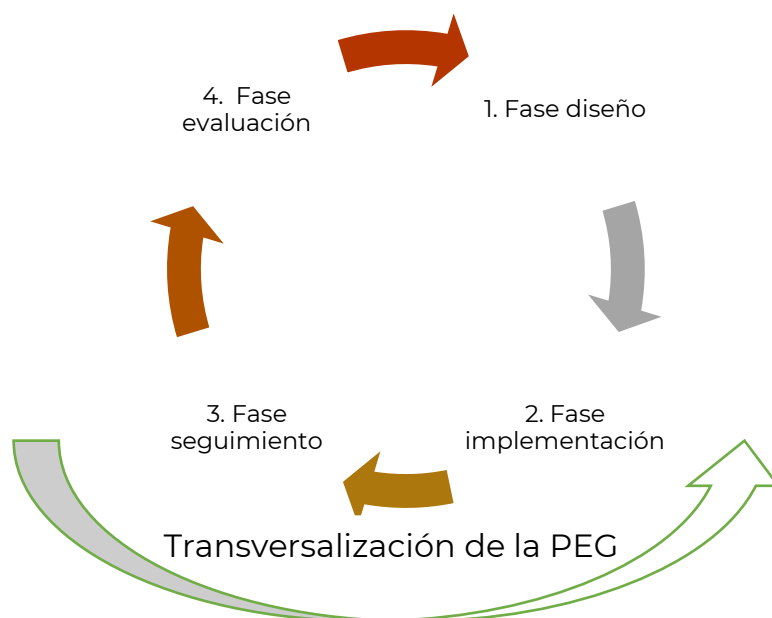 1. Fase diseño
2. Fase
implementación
3. Fase
seguimiento
4. Fase
evaluación
Transversalización de la PEG